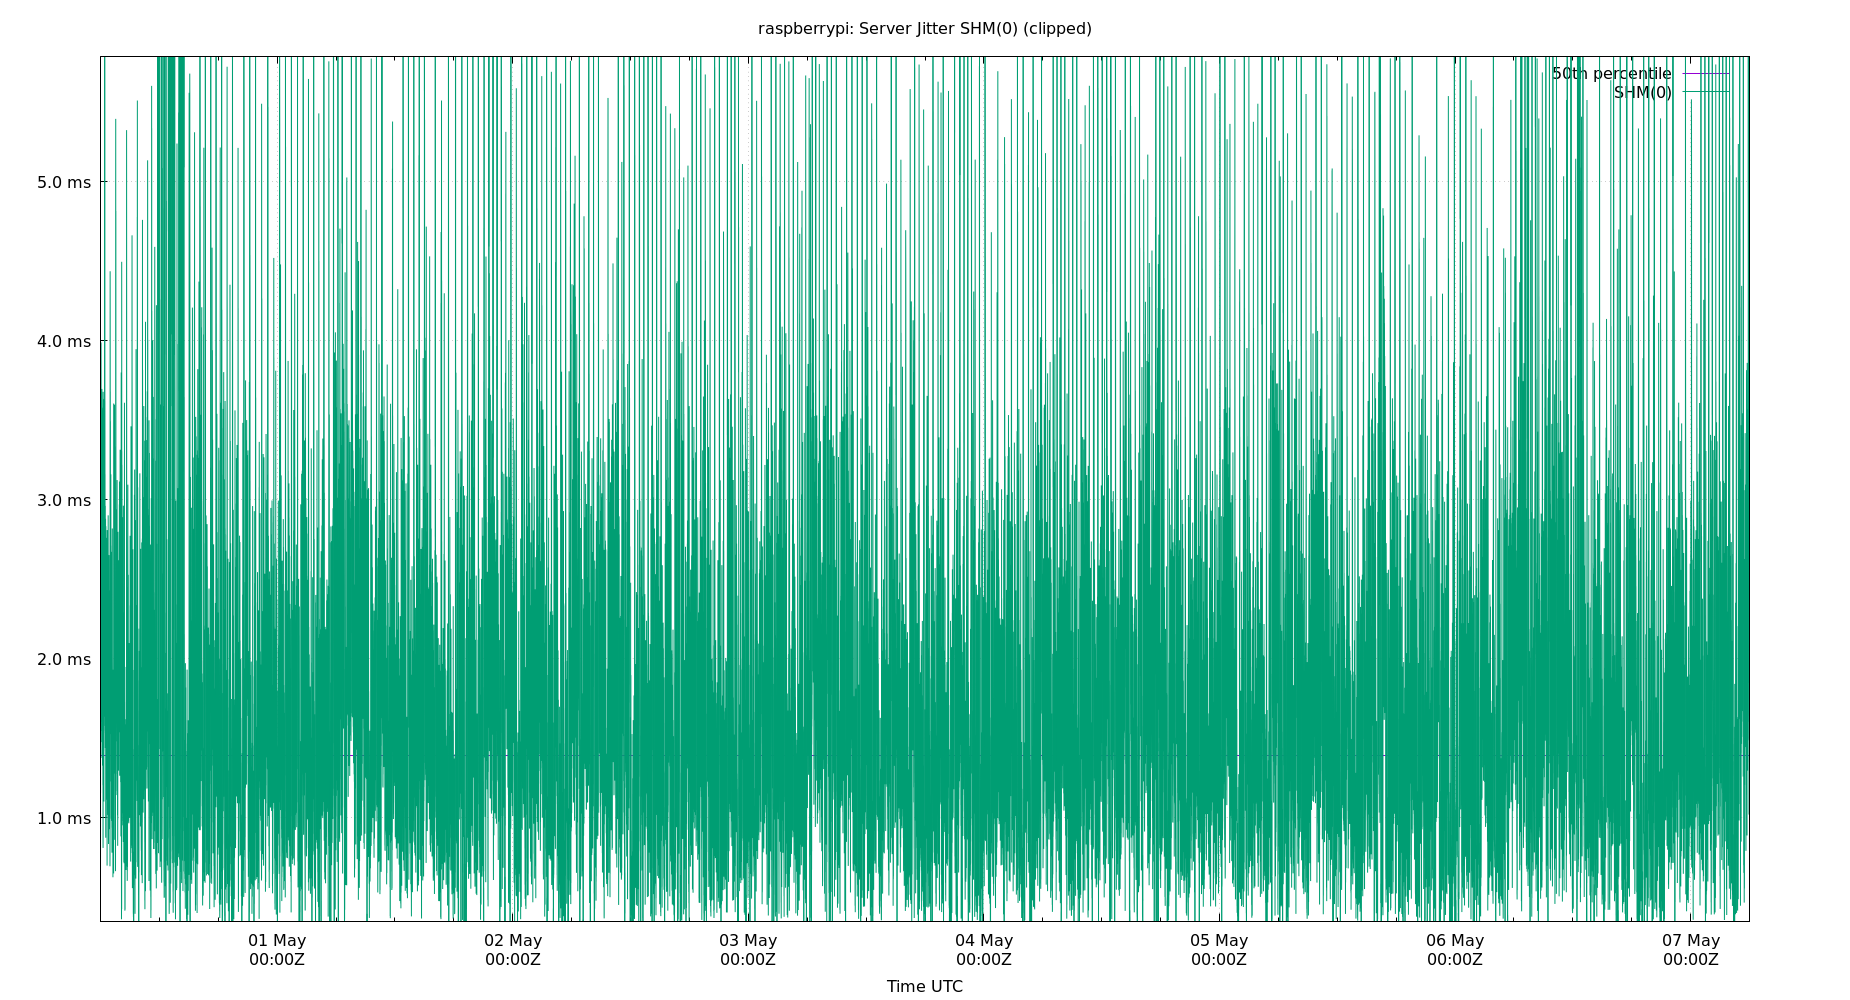 raspberrypi: Server Jitter SHM(0) (clipped)
50th percentile
SHM(0)
5.0 ms
4.0 ms
3.0 ms
2.0 ms
1.0 ms
01 May 02 May 03 May 04 May 05 May 06 May 07 May
00:00Z 00:00Z 00:00Z 00:00Z 00:00Z 00:00Z 00:00Z
Time UTC